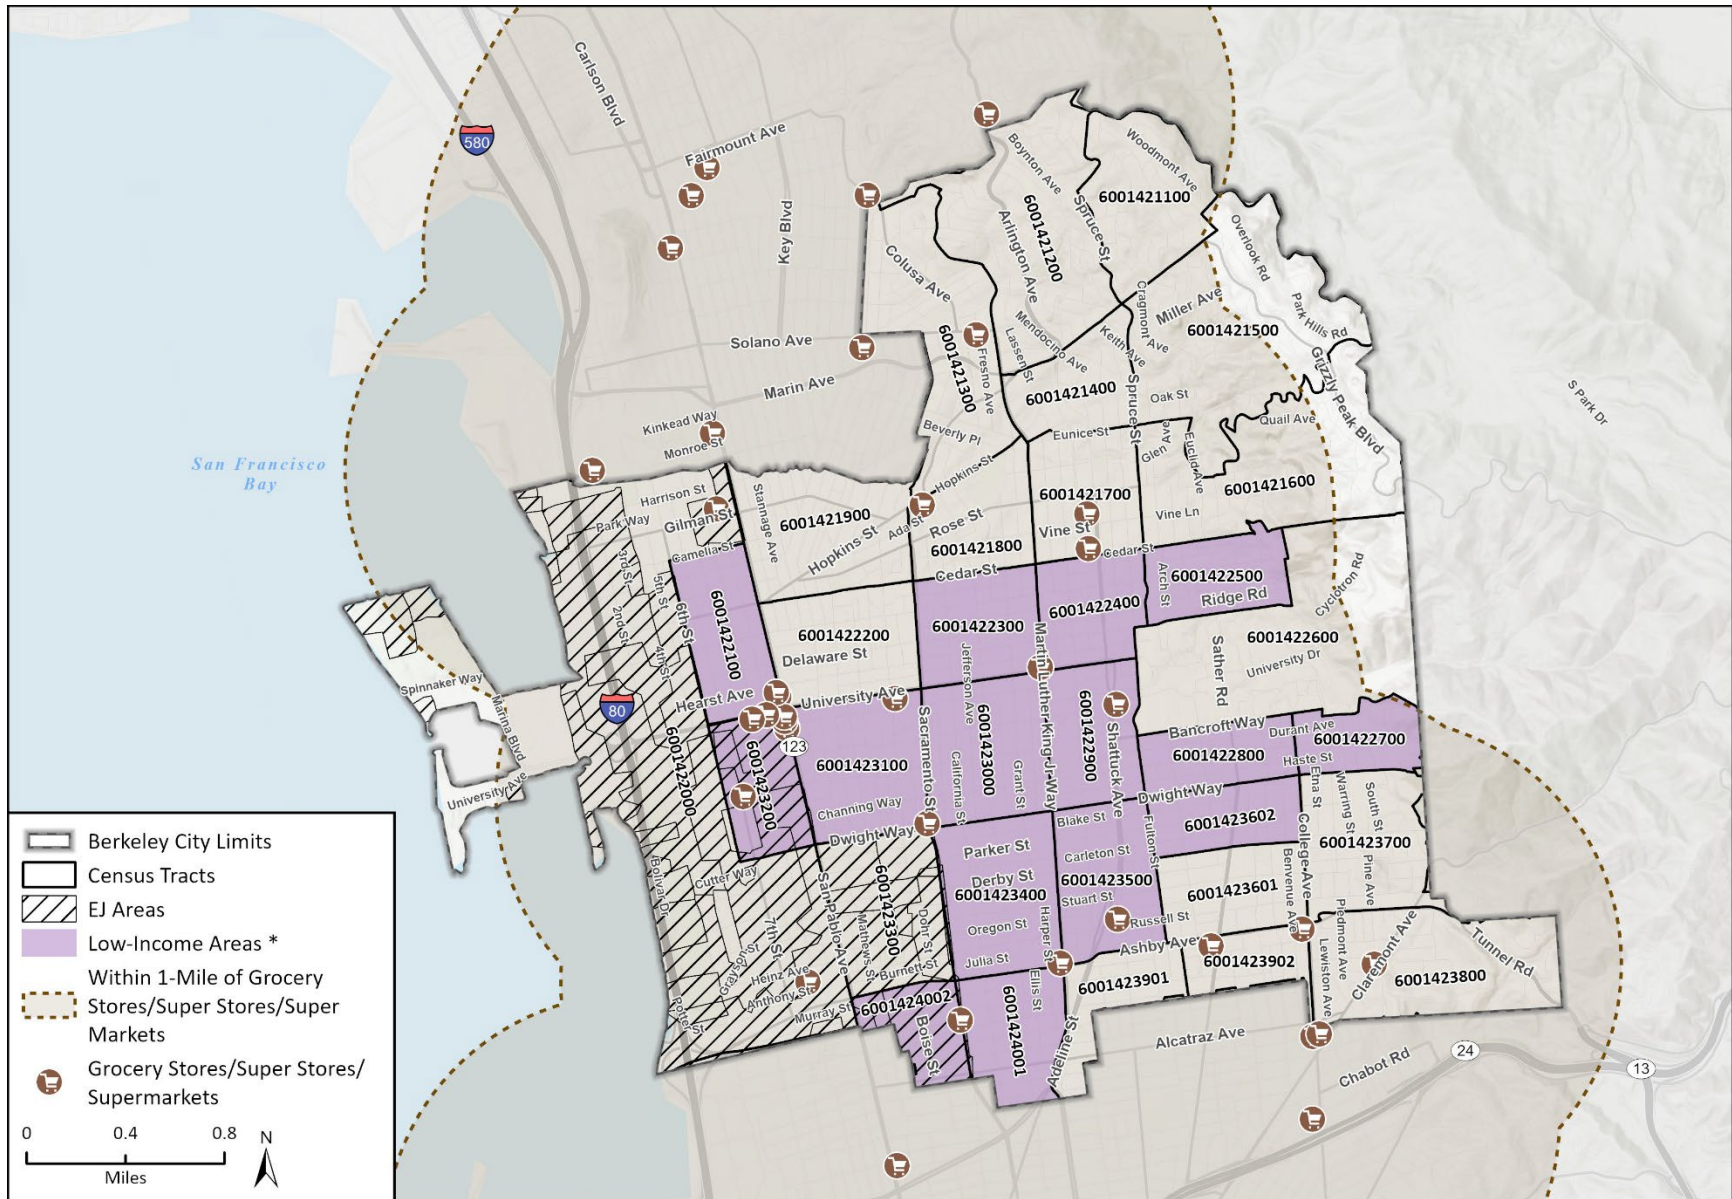 Carlson Blvd
580
Fairmount Ave
Key Blvd
Boynton Ave
Woodmont Ave
6001421100
Spruce St
6001421200
Arlington Ave
Colusa Ave
Overlook Rd
Park Hills Rd
Grizzly Peak Blvd
S Park Dr
Cragmont Ave
Miller Ave
6001421500
Solano Ave
Marin Ave
6001421300
Fresno Ave
Lassen St
Mendocino Ave
Keith Ave
6001421400
Spruce St
Oak St
Quail Ave
Kinkead Way
Monroe St
Beverly Pl
Eunice St
Glen Ave
Euclid Ave
San Francisco
Bay
Harrison St
Park Way
Gilman St
Stannage Ave
6001421900
Hopkins St
Ada St
Hopkins St
Rose St
6001421700
Vine St
Vine Ln
6001421600
Camelia St
6001421800
Cedar St
Cedar St
3rd St
5th St
6th St
2nd St
4th St
6001422100
6001422200
Delaware St
6001422300
Jefferson Ave
Martin Luther King Jr Way
6001422400
Arch St
6001422500
Ridge Rd
Cyclotron Rd
6001422600
University Dr
Sather Rd
Spinnaker Way
Marina Blvd
University Ave
80
Hearst Ave
University Ave
123
6001422000
6001423200
6001423100
Channing Way
Sacramento St
California St
6001423000
Grant St
6001422900
Shattuck Ave
Bancroft Way
Durant Ave
6001422800
6001422700
Haste St
Dwight Way
Dwight Way
Blake St
Fulton St
6001423602
Etna St
College Ave
Warring St
South St
6001423700
Pine Ave
Benvenue Ave
Parker St
Derby St
6001423400
Carleton St
6001423500
Stuart St
Russell St
6001423601
Oregon St
Harper St
Ashby Ave
Julia St
Bolivar Dr
Cutter Way
San Pablo Ave
6001423300
Mathews St
Dohr St
Burnett St
7th St
Grayson St
Heinz Ave
Anthony St
Murray St
Potter St
6001424002
Boise St
6001424001
Ellis St
Adeline St
6001423901
6001423902
Piedmont Ave
Lewiston Ave
Claremont Ave
6001423800
Tunnel Rd
Alcatraz Ave
Chabot Rd
24
13
Berkeley City Limits
Census Tracts
EJ Areas
Low-Income Areas *
Within 1-Mile of Grocery
Stores/Super Stores/Super
Markets
Grocery Stores/Super Stores/
Supermarkets
0 0.4 0.8
Miles
N